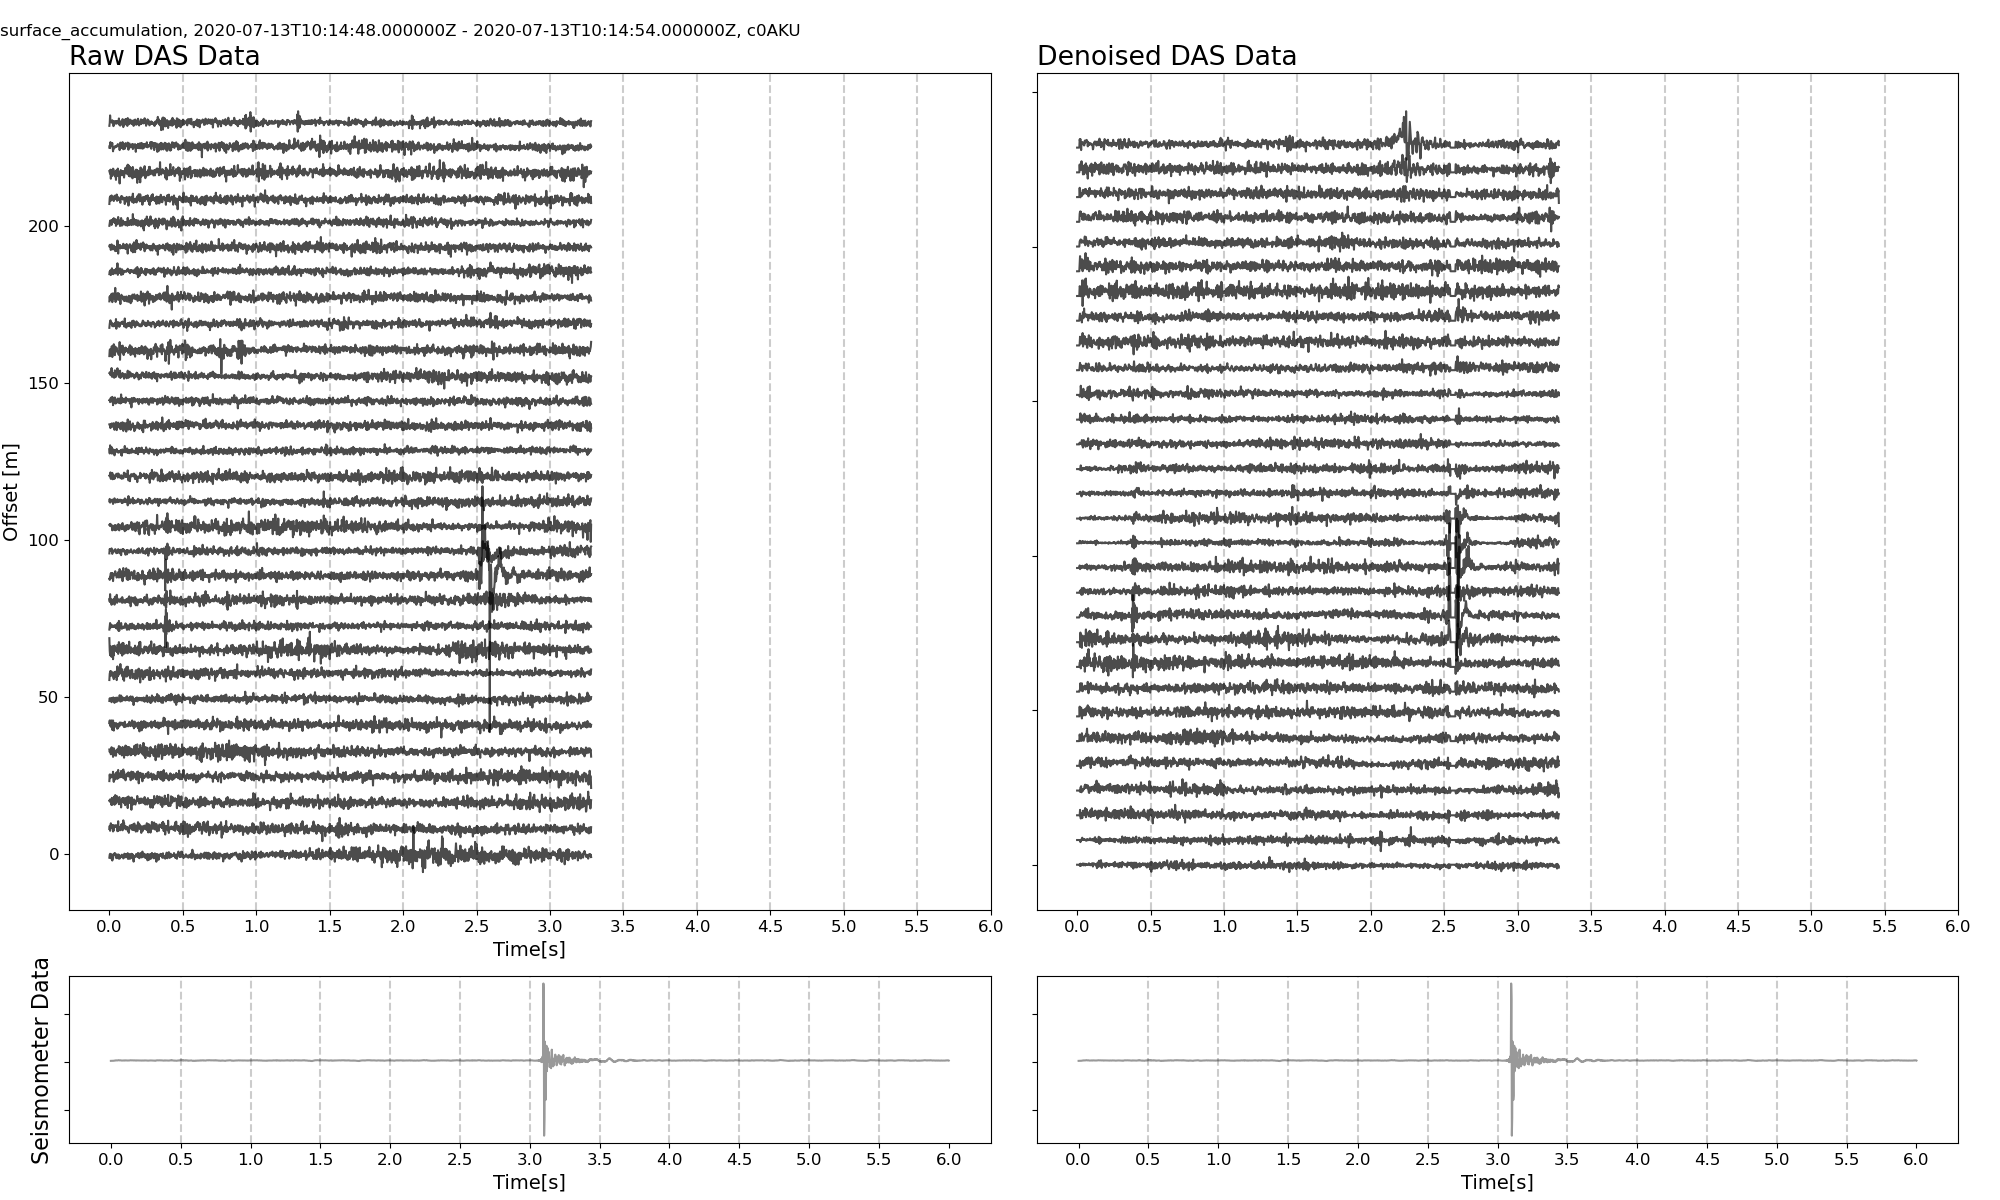 surface_accumulation, 2020-07-13T10:14:48.000000Z - 2020-07-13T10:14:54.000000Z, c0AKU
Raw DAS Data
Denoised DAS Data
Offset [m]
200
150
100
50
0
0.0 0.5 1.0 1.5 2.0 2.5 3.0 3.5 4.0 4.5 5.0 5.5 6.0
Time[s]
0.0 0.5 1.0 1.5 2.0 2.5 3.0 3.5 4.0 4.5 5.0 5.5 6.0
Seismometer Data
0.0 0.5 1.0 1.5 2.0 2.5 3.0 3.5 4.0 4.5 5.0 5.5 6.0
Time[s]
0.0 0.5 1.0 1.5 2.0 2.5 3.0 3.5 4.0 4.5 5.0 5.5 6.0
Time[s]